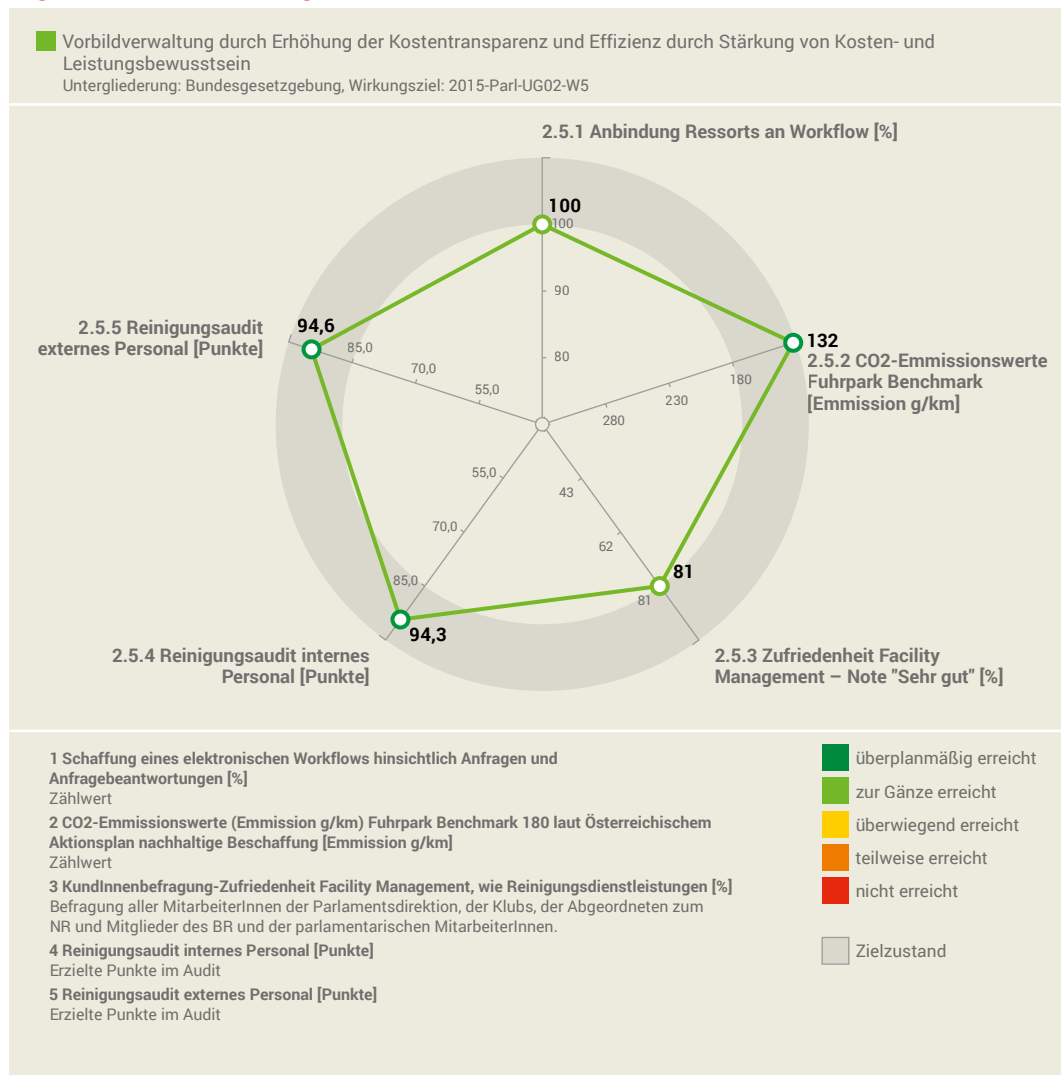 Vorbildverwaltung durch Erhöhung der Kostentransparenz und Effizienz durch Stärkung von Kosten- und
Leistungsbewusstsein
Untergliederung: Bundesgesetzgebung, Wirkungsziel: 2015-Parl-UG02-W5
2.5.1 Anbindung Ressorts an Workflow [%]
100
100
90
80
2.5.5 Reinigungsaudit
externes Personal [Punkte]
94,6
85,0
70,0
55,0
132
2.5.2 CO2-Emmissionswerte
Fuhrpark Benchmark
[Emmission g/km]
180
230
280
55,0
70,0
85,0
94,3
2.5.4 Reinigungsaudit internes
Personal [Punkte]
43
62
81
81
2.5.3 Zufriedenheit Facility
Management – Note "Sehr gut" [%]
1 Schaffung eines elektronischen Workflows hinsichtlich Anfragen und
Anfragebeantwortungen [%]
Zählwert
2 CO2-Emmissionswerte (Emmission g/km) Fuhrpark Benchmark 180 laut Österreichischem
Aktionsplan nachhaltige Beschaffung [Emmission g/km]
Zählwert
3 KundInnenbefragung-Zufriedenheit Facility Management, wie Reinigungsdienstleistungen [%]
Befragung aller MitarbeiterInnen der Parlamentsdirektion, der Klubs, der Abgeordneten zum
NR und Mitglieder des BR und der parlamentarischen MitarbeiterInnen.
4 Reinigungsaudit internes Personal [Punkte]
Erzielte Punkte im Audit
5 Reinigungsaudit externes Personal [Punkte]
Erzielte Punkte im Audit
überplanmäßig erreicht
zur Gänze erreicht
überwiegend erreicht
teilweise erreicht
nicht erreicht
Zielzustand